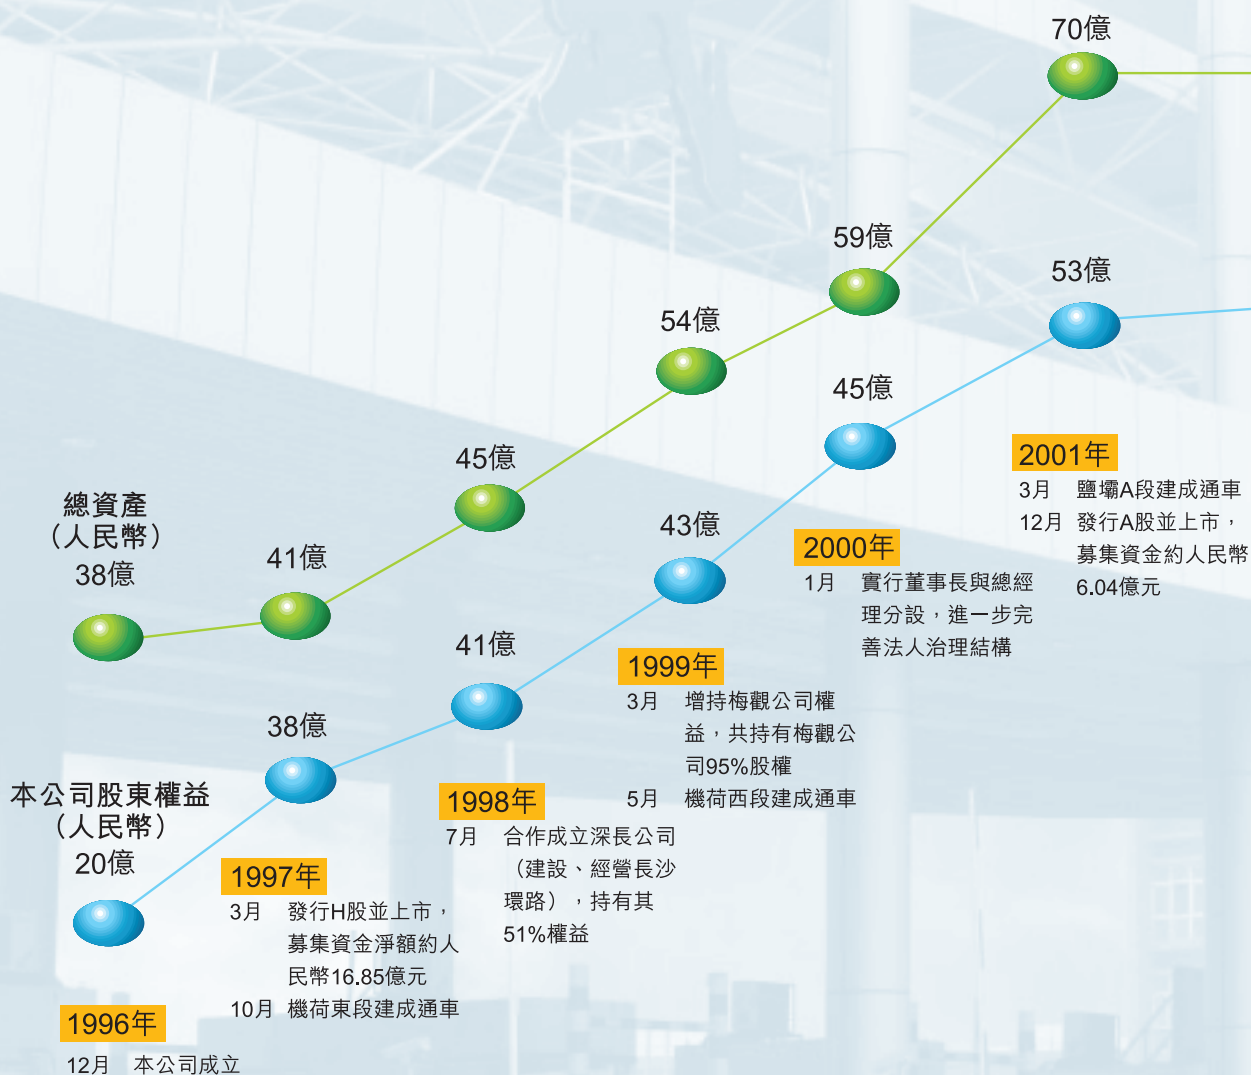 總資產
（人民幣）
38億
41億
45億
54億
59億
70億
本公司股東權益
（人民幣）
20億
38億
41億
43億
45億
53億
1996年
12月 本公司成立
1997年
3月 發行H股並上市，
募集資金淨額約人
民幣16.85億元
10月 機荷東段建成通車
1998年
7月 合作成立深長公司
（建設、經營長沙
環路），持有其
51%權益
1999年
3月 增持梅觀公司權
益，共持有梅觀公
司95%股權
5月 機荷西段建成通車
2000年
1月 實行董事長與總經
理分設，進一步完
善法人治理結構
2001年
3月 鹽壩A段建成通車
12月 發行A股並上市，
募集資金約人民幣
6.04億元